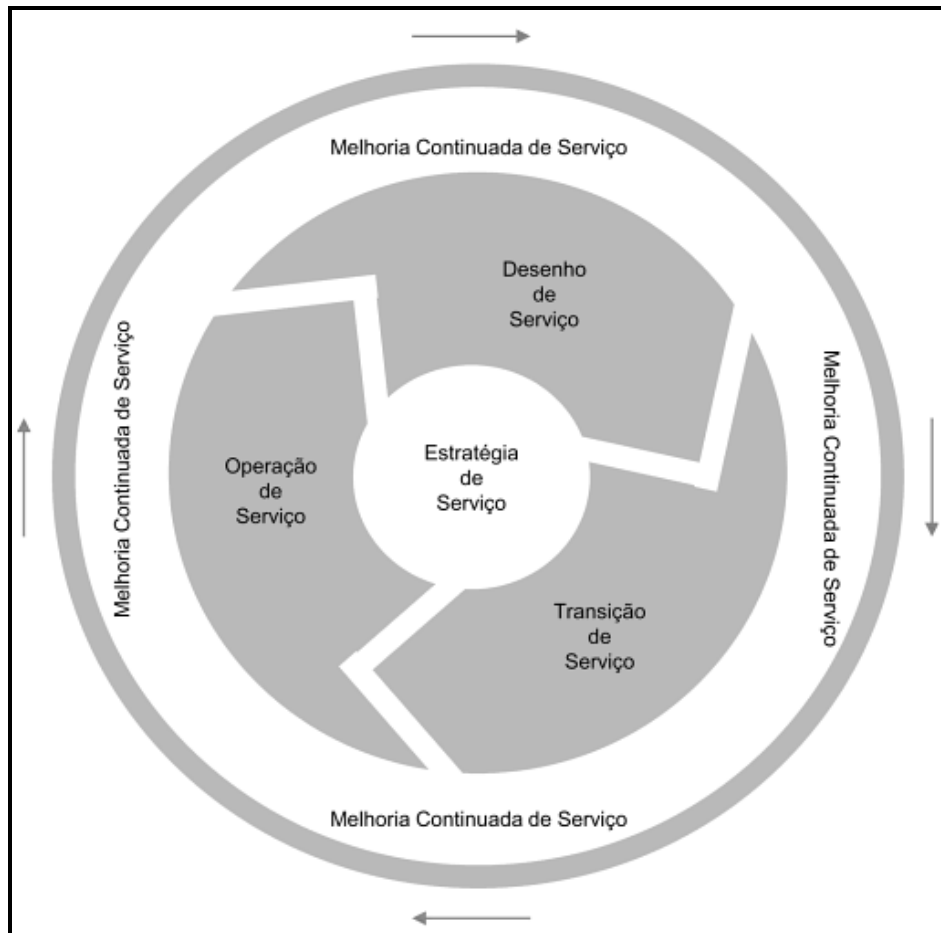 Melhoria Continuada de Serviço
Desenho
de
Serviço
Melhoria Continuada de Serviço
Operação
de
Serviço
Estratégia
de
Serviço
Melhoria Continuada de Serviço
Transição
de
Serviço
Melhoria Continuada de Serviço